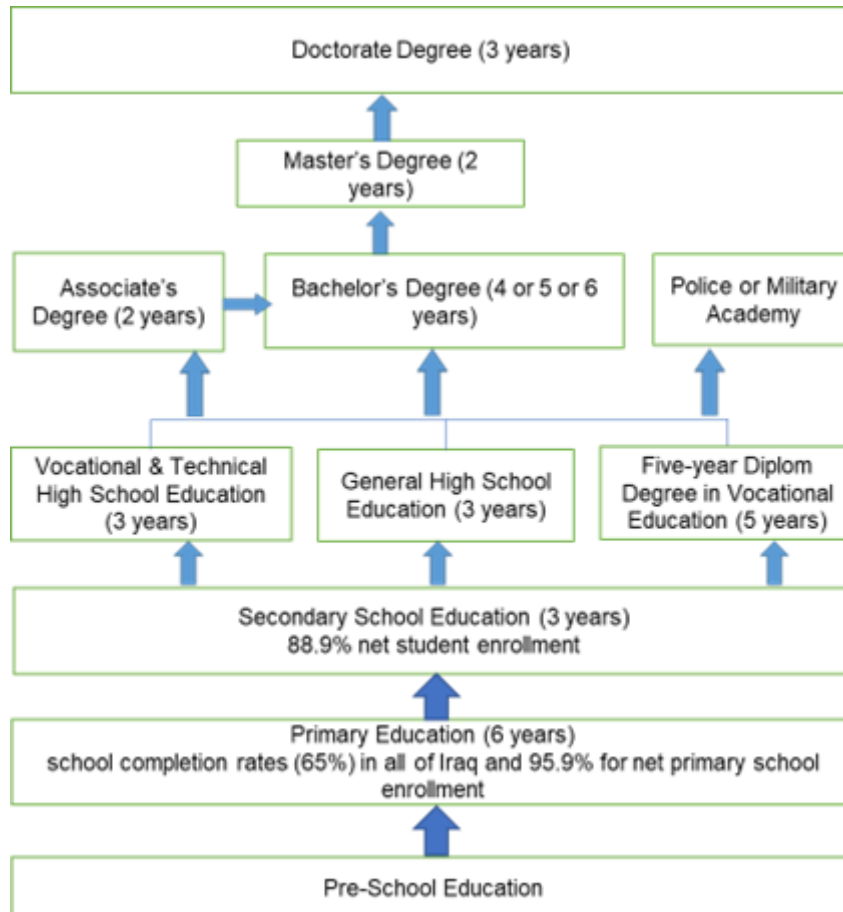 Doctorate Degree (3 years)
Master's Degree (2
years)
Associate's
Degree (2 years)
Bachelor's Degree (4 or 5 or 6
years)
Police or Military
Academy
Vocational & Technical
High School Education
(3 years)
General High School
Education (3 years)
Five-year Diplom
Degree in Vocational
Education (5 years)
Secondary School Education (3 years)
88.9% net student enrollment
Primary Education (6 years)
school completion rates (65%) in all of Iraq and 95.9% for net primary school
enrollment
Pre-School Education